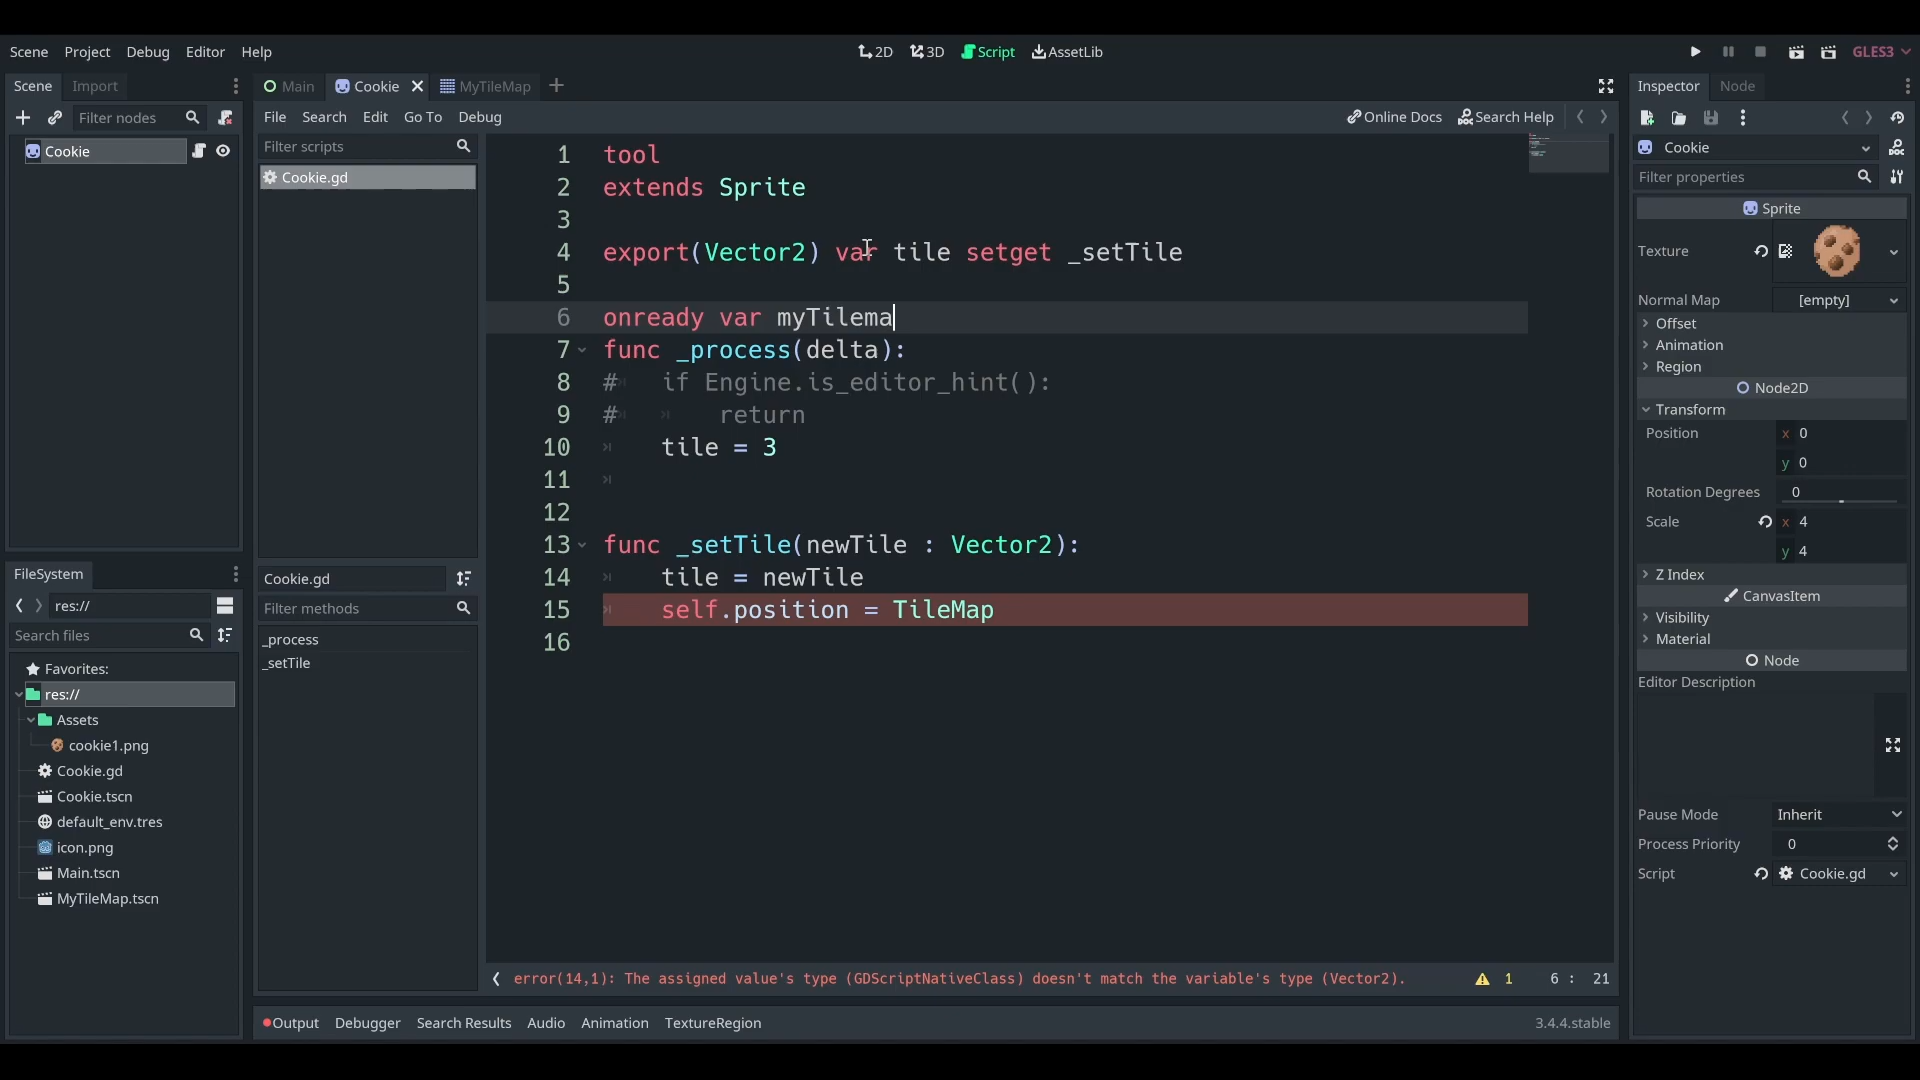 Scene Project Debug Editor Help
2D 3D Script AssetLib
GLES3
Scene Import
Main Cookie MyTileMap
Inspector Node
Filter nodes
File Search Edit Go To Debug
Online Docs Search Help
Cookie
Filter scripts
Cookie.gd
1 tool
2 extends Sprite
3
4 export(Vector2) var tile setget _setTile
5
6 onready var myTilema
7 func _process(delta):
8 # if Engine.is_editor_hint():
9 # return
10 tile = 3
11
12
13 func _setTile(newTile : Vector2):
14 tile = newTile
15 self.position = TileMap
16
Cookie.gd
Filter methods
_process
_setTile
error(14,1): The assigned value's type (GDScriptNativeClass) doesn't match the variable's type (Vector2).
1 6 : 21
Output Debugger Search Results Audio Animation TextureRegion
3.4.4.stable
FileSystem
res://
Search files
Favorites:
res://
Assets
cookie1.png
Cookie.gd
Cookie.tscn
default_env.tres
icon.png
Main.tscn
MyTileMap.tscn
Cookie
Filter properties
Sprite
Texture
Normal Map [empty]
Offset
Animation
Region
Node2D
Transform
Position x 0
y 0
Rotation Degrees 0
Scale x 4
y 4
Z Index
CanvasItem
Visibility
Material
Node
Editor Description
Pause Mode Inherit
Process Priority 0
Script Cookie.gd